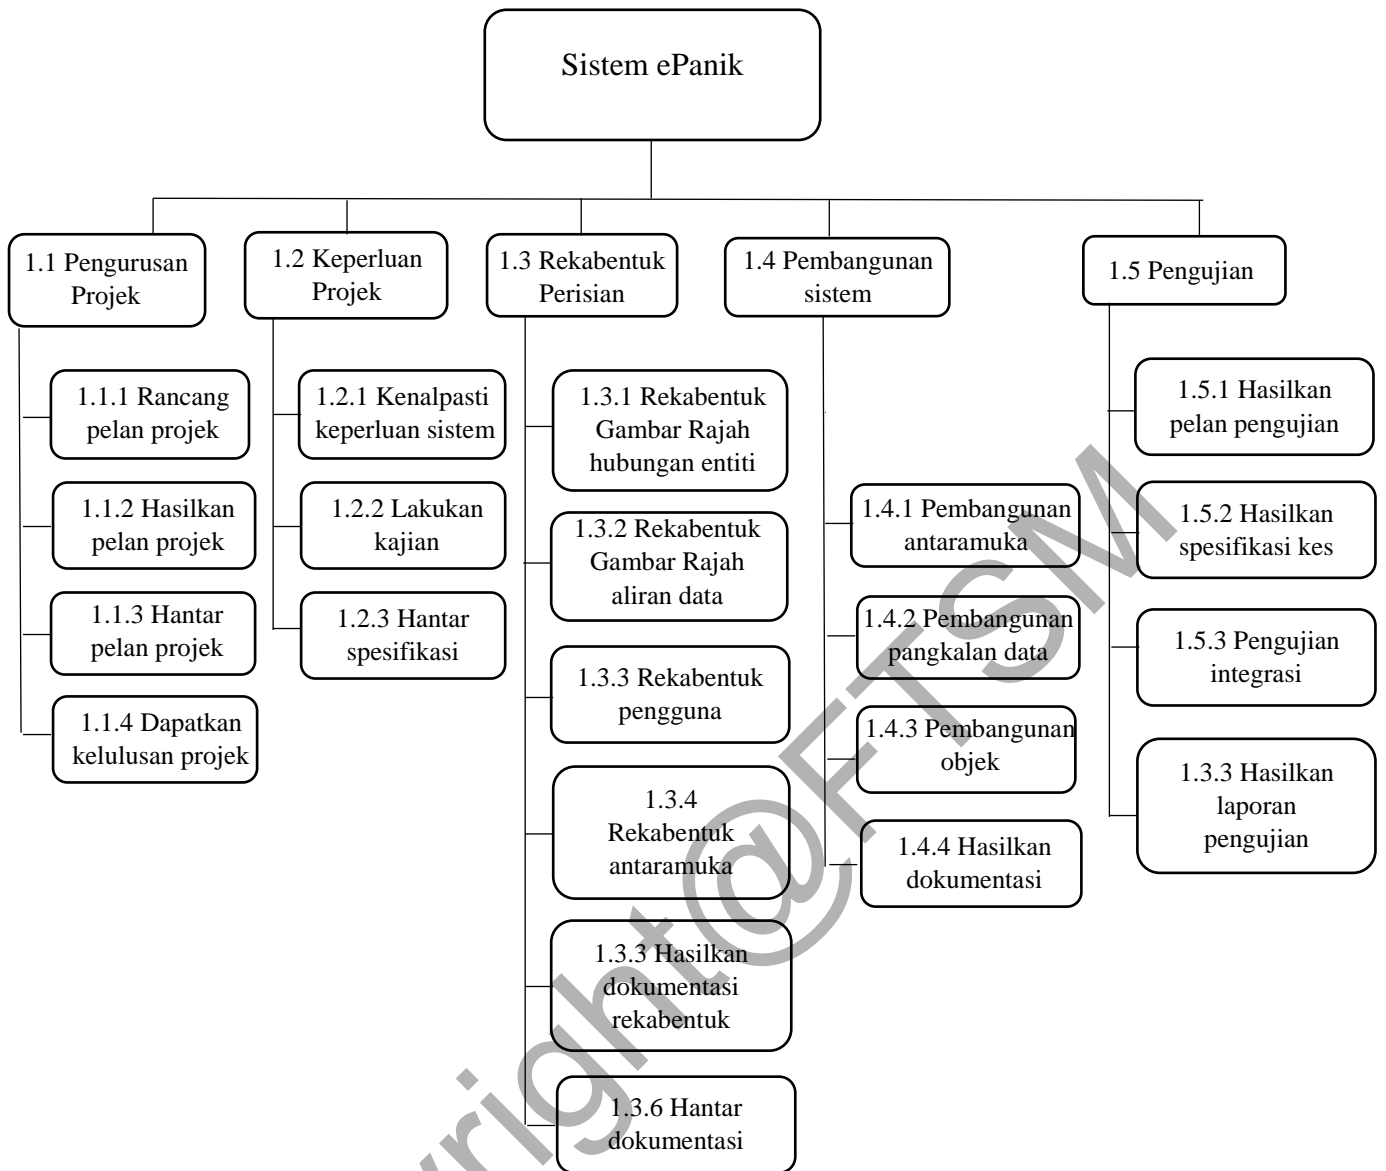 Sistem ePanik
1.1 Pengurusan
Projek
1.1.1 Rancang
pelan projek
1.1.2 Hasilkan
pelan projek
1.1.3 Hantar
pelan projek
1.1.4 Dapatkan
kelulusan projek
1.2 Keperluan
Projek
1.2.1 Kenalpasti
keperluan sistem
1.2.2 Lakukan
kajian
1.2.3 Hantar
spesifikasi
1.3 Rekabentuk
Perisian
1.3.1 Rekabentuk
Gambar Rajah
hubungan entiti
1.3.2 Rekabentuk
Gambar Rajah
aliran data
1.3.3 Rekabentuk
pengguna
1.3.4
Rekabentuk
antaramuka
1.3.3 Hasilkan
dokumentasi
rekabentuk
1.3.6 Hantar
dokumentasi
1.4 Pembangunan
sistem
1.4.1 Pembangunan
antaramuka
1.4.2 Pembangunan
pangkalan data
1.4.3 Pembangunan
objek
1.4.4 Hasilkan
dokumentasi
1.5 Pengujian
1.5.1 Hasilkan
pelan pengujian
1.5.2 Hasilkan
spesifikasi kes
1.5.3 Pengujian
integrasi
1.3.3 Hasilkan
laporan
pengujian
yright@FTSM